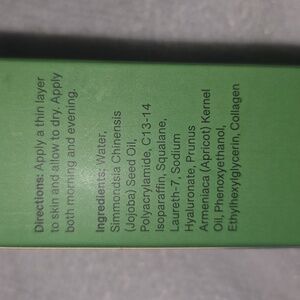 Directions: Apply a thin layer
to skin and allow to dry. Apply
both morning and evening.
Ingredients: Water,
Simmondsia Chinensis
(Jojoba) Seed Oil,
Polyacrylamide, C13-14
Isoparaffin, Squalane,
Laureth-7, Sodium
Hyaluronate, Prunus
Armeniaca (Apricot) Kernel
Oil, Phenoxyethanol,
Ethylhexylglycerin, Collagen